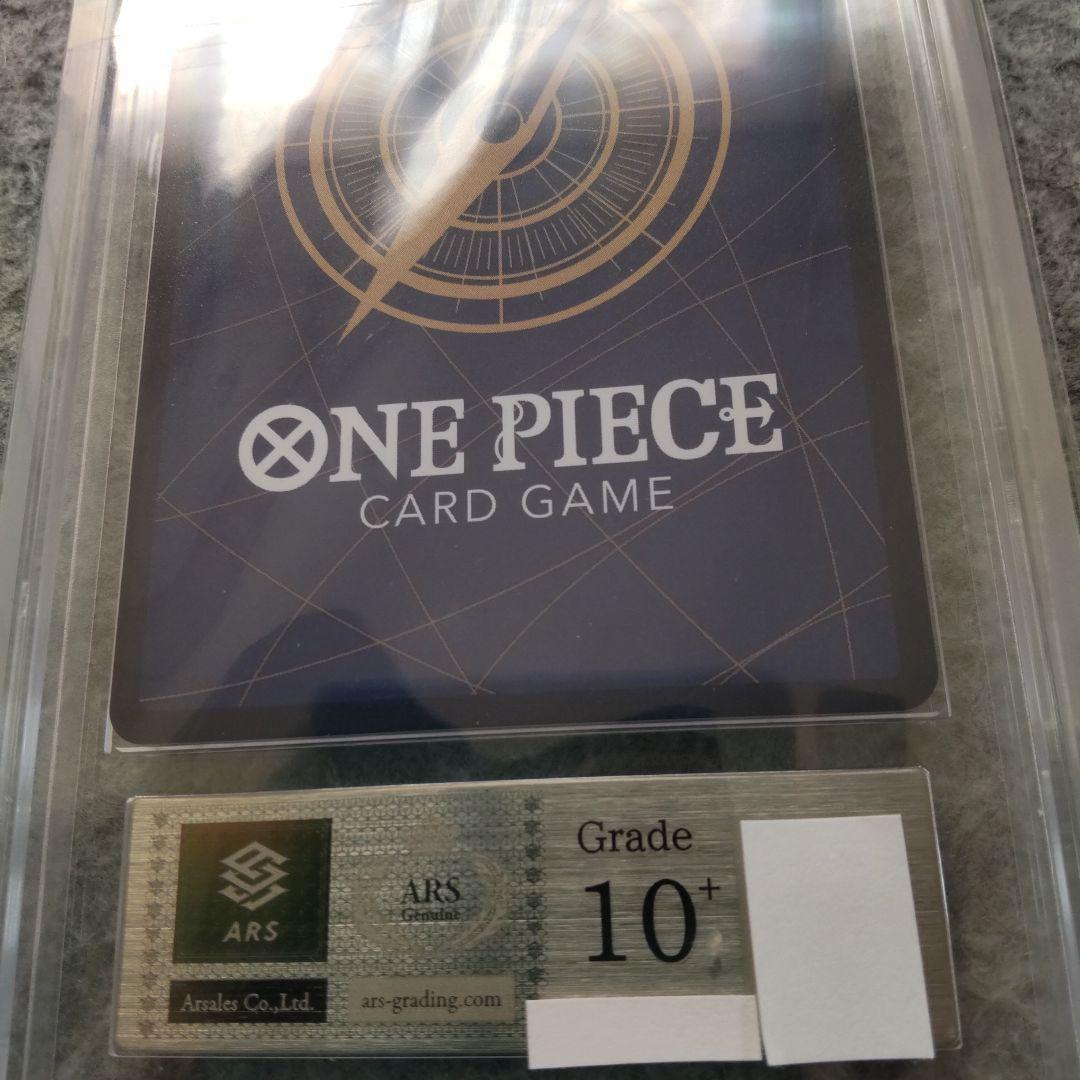 ONE PIECE
CARD GAME
ARS
Arsales Co.,Ltd.
ARS
Genuine
ars-grading.com
Grade
10+